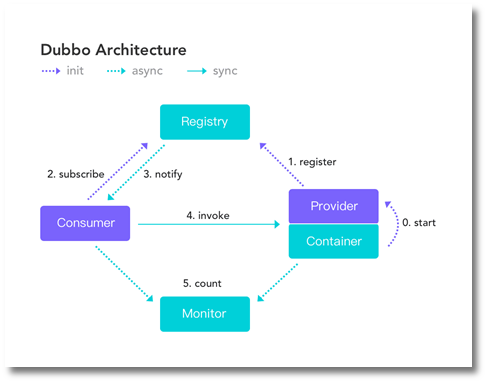 Dubbo Architecture
init async sync
Registry
1. register
2. subscribe 3. notify
Provider
Consumer 4. invoke 0. start
Container
5. count
Monitor